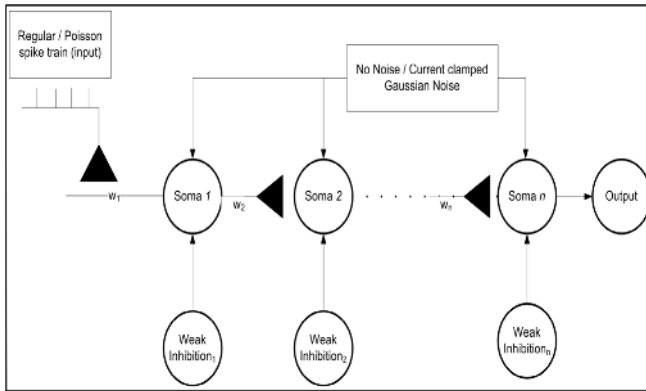 Regular / Poisson
spike train (input)
No Noise / Current clamped
Gaussian Noise
w1
Soma 1
w2
Soma 2
wn
Soma n
Output
Weak
Inhibition1
Weak
Inhibition2
Weak
Inhibitionn